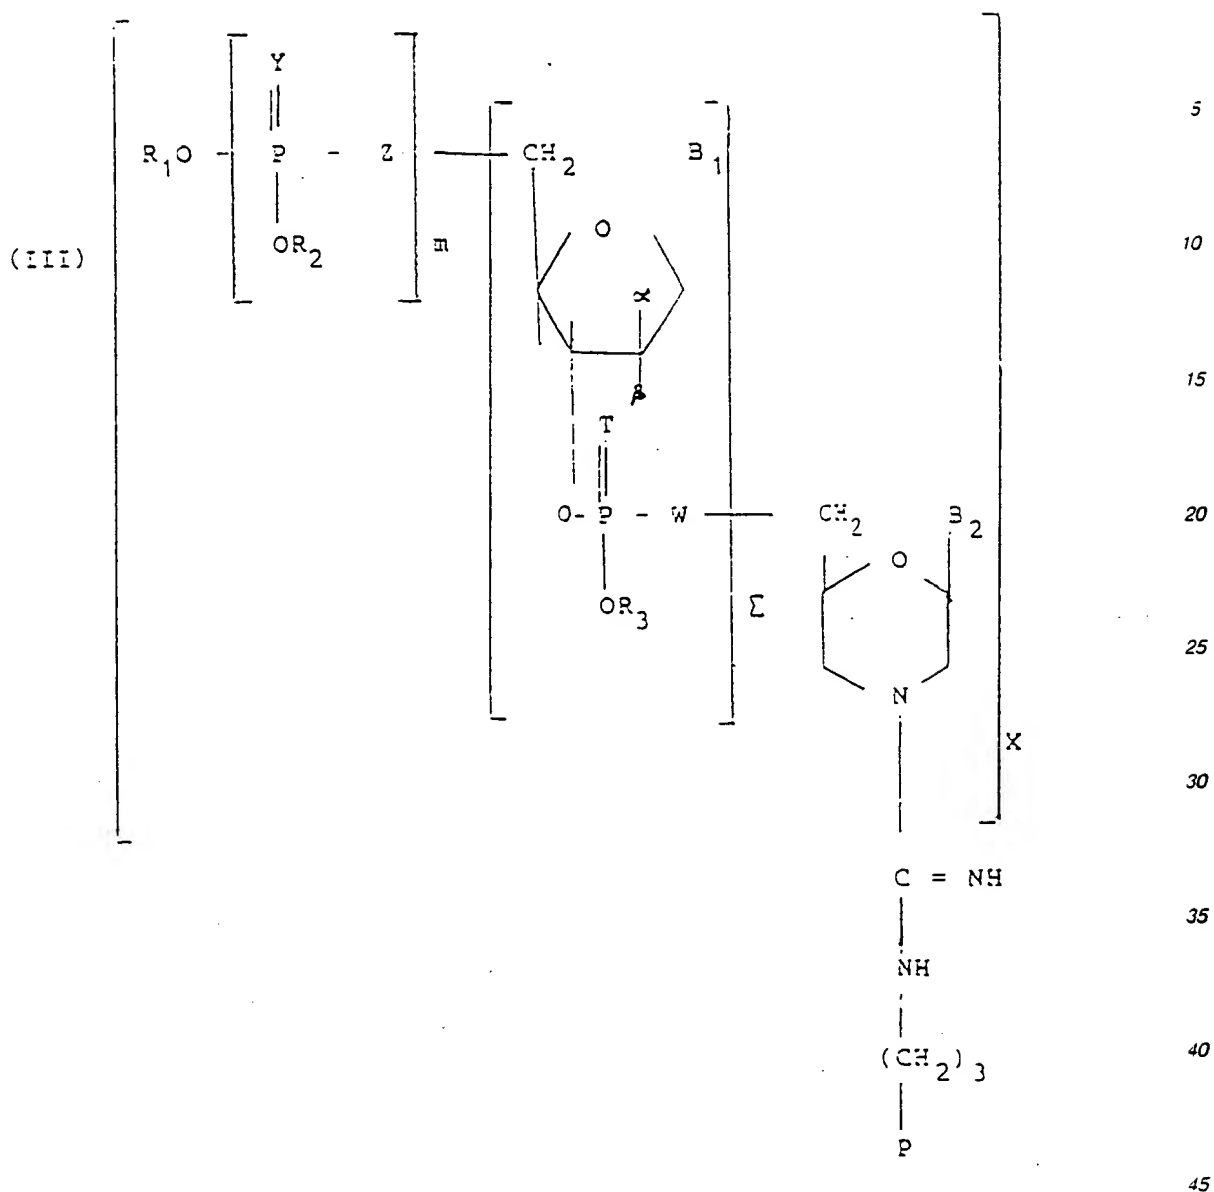 Y
5
R1O - P - Z CH2 B1
O
OR2 m 10
(III)
α
15
β
T
O- P - W CH2 B2 20
O
OR3 Σ
25
N
X
30
C = NH
35
NH
(CH2)3 40
P
45